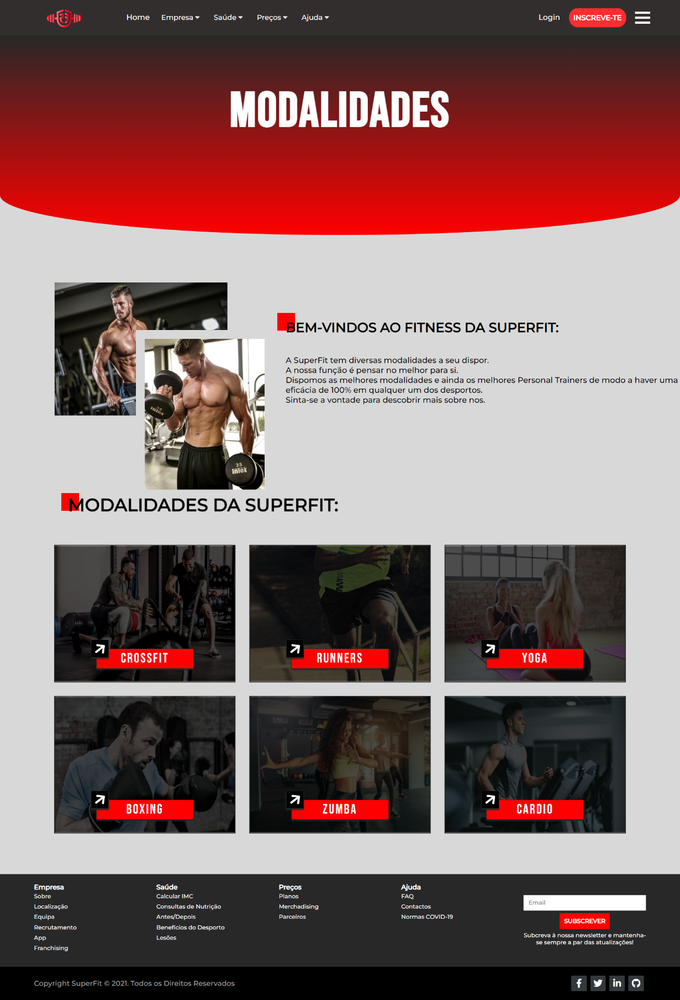 Home Empresa Saúde Preços Ajuda Login INSCREVE-TE
MODALIDADES
BEM-VINDOS AO FITNESS DA SUPERFIT:
A SuperFit tem diversas modalidades a seu dispor.
A nossa função é pensar no melhor para si.
Dispomos as melhores modalidades e ainda os melhores Personal Trainers de modo a haver uma
eficácia de 100% em qualquer um dos desportos.
Sinta-se a vontade para descobrir mais sobre nos.
35
InTek
35
InTek
MODALIDADES DA SUPERFIT:
CROSSFIT
RUNNERS
YOGA
BOXING
ZUMBA
CARDIO
Empresa
Sobre
Localização
Equipa
Recrutamento
App
Franchising
Saúde
Calcular IMC
Consultas de Nutrição
Antes/Depois
Benefícios do Desporto
Lesões
Preços
Planos
Merchadising
Parceiros
Ajuda
FAQ
Contactos
Normas COVID-19
Email
SUBSCREVER
Subcreva à nossa newsletter e mantenha-
se sempre a par das atualizações!
Copyright SuperFit © 2021. Todos os Direitos Reservados